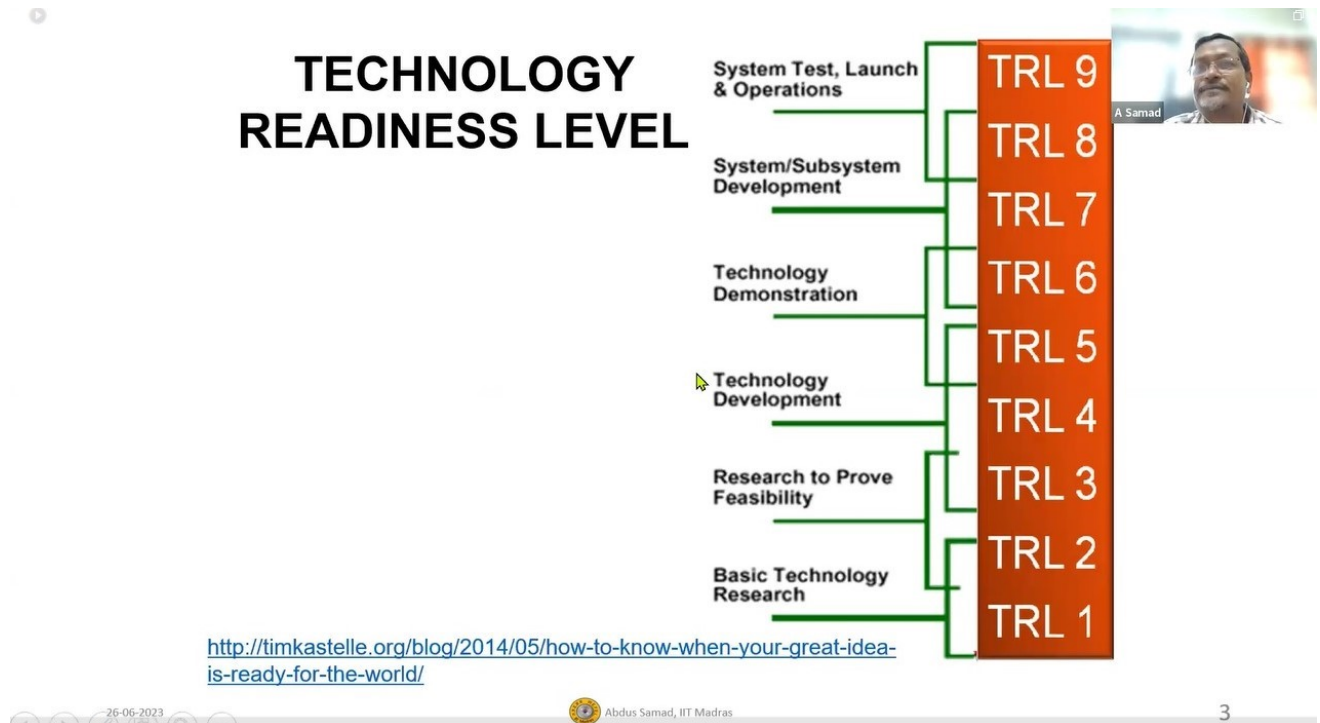 TECHNOLOGY
READINESS LEVEL
System Test, Launch
& Operations
System/Subsystem
Development
Technology
Demonstration
Technology
Development
Research to Prove
Feasibility
Basic Technology
Research
TRL 9
TRL 8
TRL 7
TRL 6
TRL 5
TRL 4
TRL 3
TRL 2
TRL 1
A Samad
http://timkastelle.org/blog/2014/05/how-to-know-when-your-great-idea-
is-ready-for-the-world/
26-06-2023
Abdus Samad, IIT Madras
3